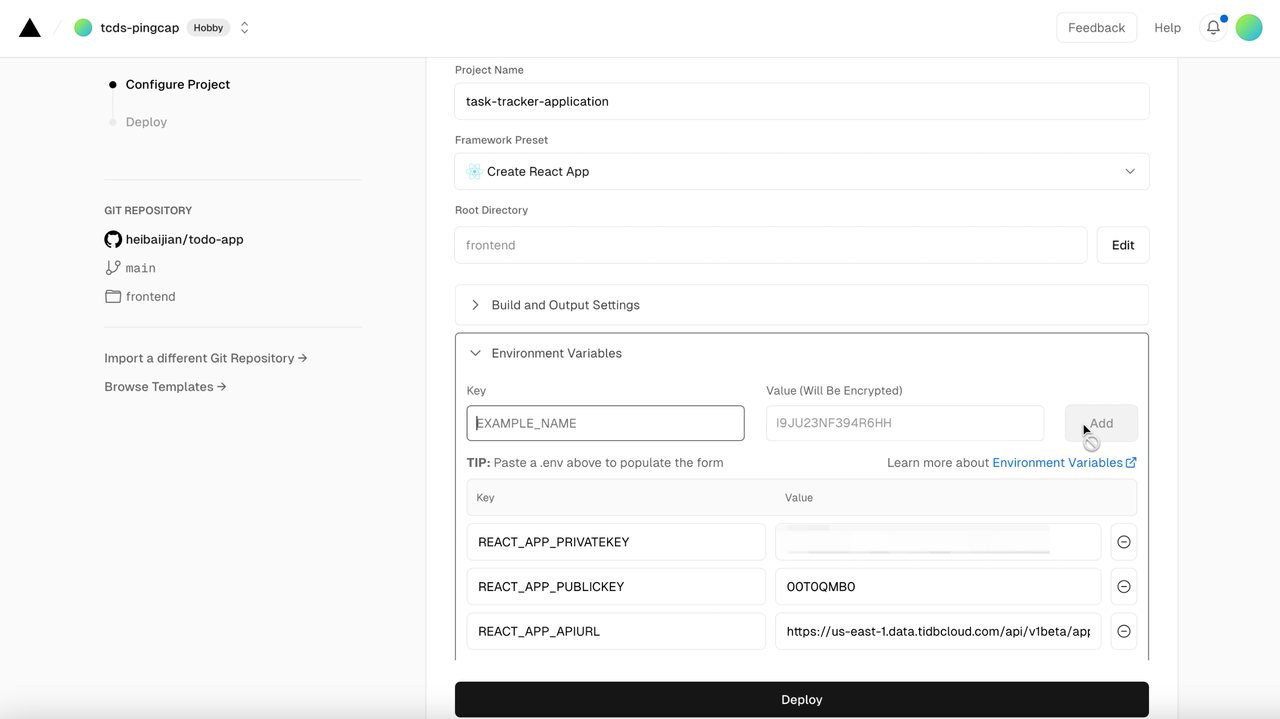 tcds-pingcap Hobby
Feedback Help
Configure Project
Deploy
GIT REPOSITORY
heibaijian/todo-app
main
frontend
Import a different Git Repository →
Browse Templates →
Project Name
task-tracker-application
Framework Preset
Create React App
Root Directory
frontend Edit
Build and Output Settings
Environment Variables
Key Value (Will Be Encrypted)
EXAMPLE_NAME I9JU23NF394R6HH Add
TIP: Paste a .env above to populate the form Learn more about Environment Variables
Key Value
REACT_APP_PRIVATEKEY
REACT_APP_PUBLICKEY 00T0QMB0
REACT_APP_APIURL https://us-east-1.data.tidbcloud.com/api/v1beta/app
Deploy